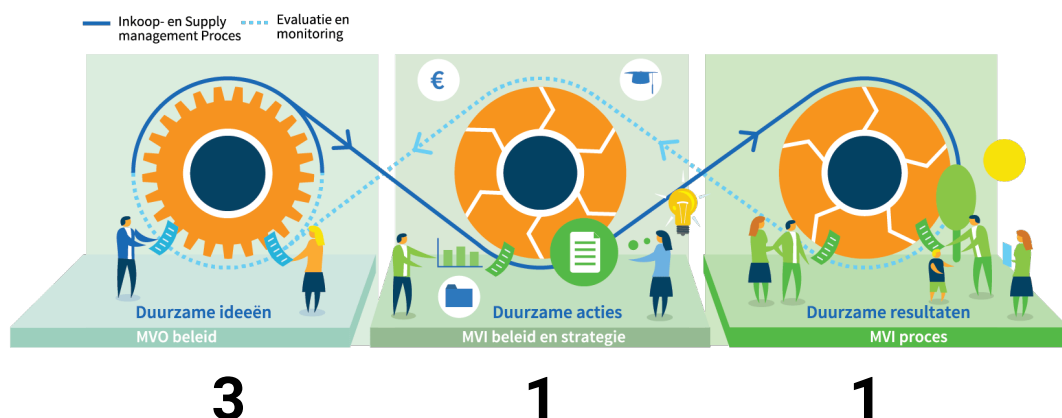 Inkoop- en Supply
management Proces
Evaluatie en
monitoring
€
Duurzame ideeën
MVO beleid
Duurzame acties
MVI beleid en strategie
Duurzame resultaten
MVI proces
3
1
1